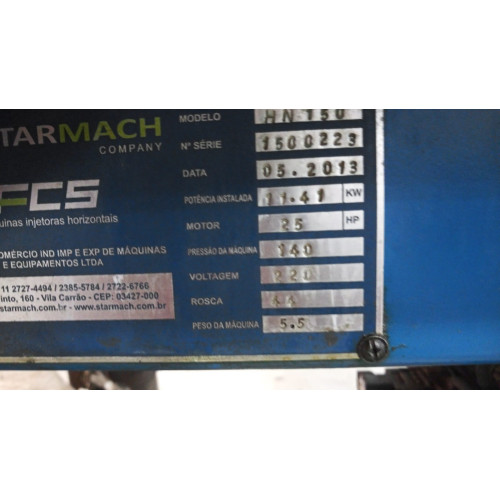 STARMACH
COMPANY
FCS
quinas injetoras horizontais
OMÉRCIO IND IMP E EXP DE MÁQUINAS
E EQUIPAMENTOS LTDA
11 2727-4494 / 2385-5784 / 2722-6766
into, 160 - Vila Carrão - CEP: 03427-000
starmach.com.br - www.starmach.com.br
MODELO HN-150
Nº SÉRIE 1500223
DATA 05.2013
POTÊNCIA INSTALADA 11.41 KW
MOTOR 25 HP
PRESSÃO DA MÁQUINA 140
VOLTAGEM 220
ROSCA 44
PESO DA MÁQUINA 5.5